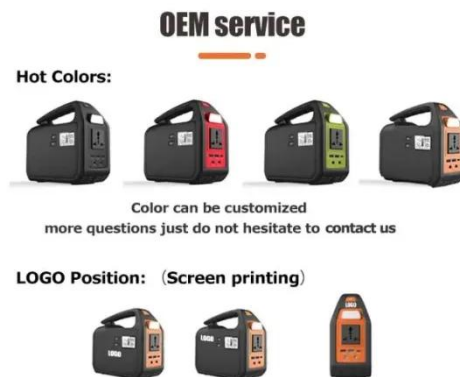 OEM service
Hot Colors:
Color can be customized
more questions just do not hesitate to contact us
LOGO Position: （Screen printing）
LOGO
LOGO
LOGO